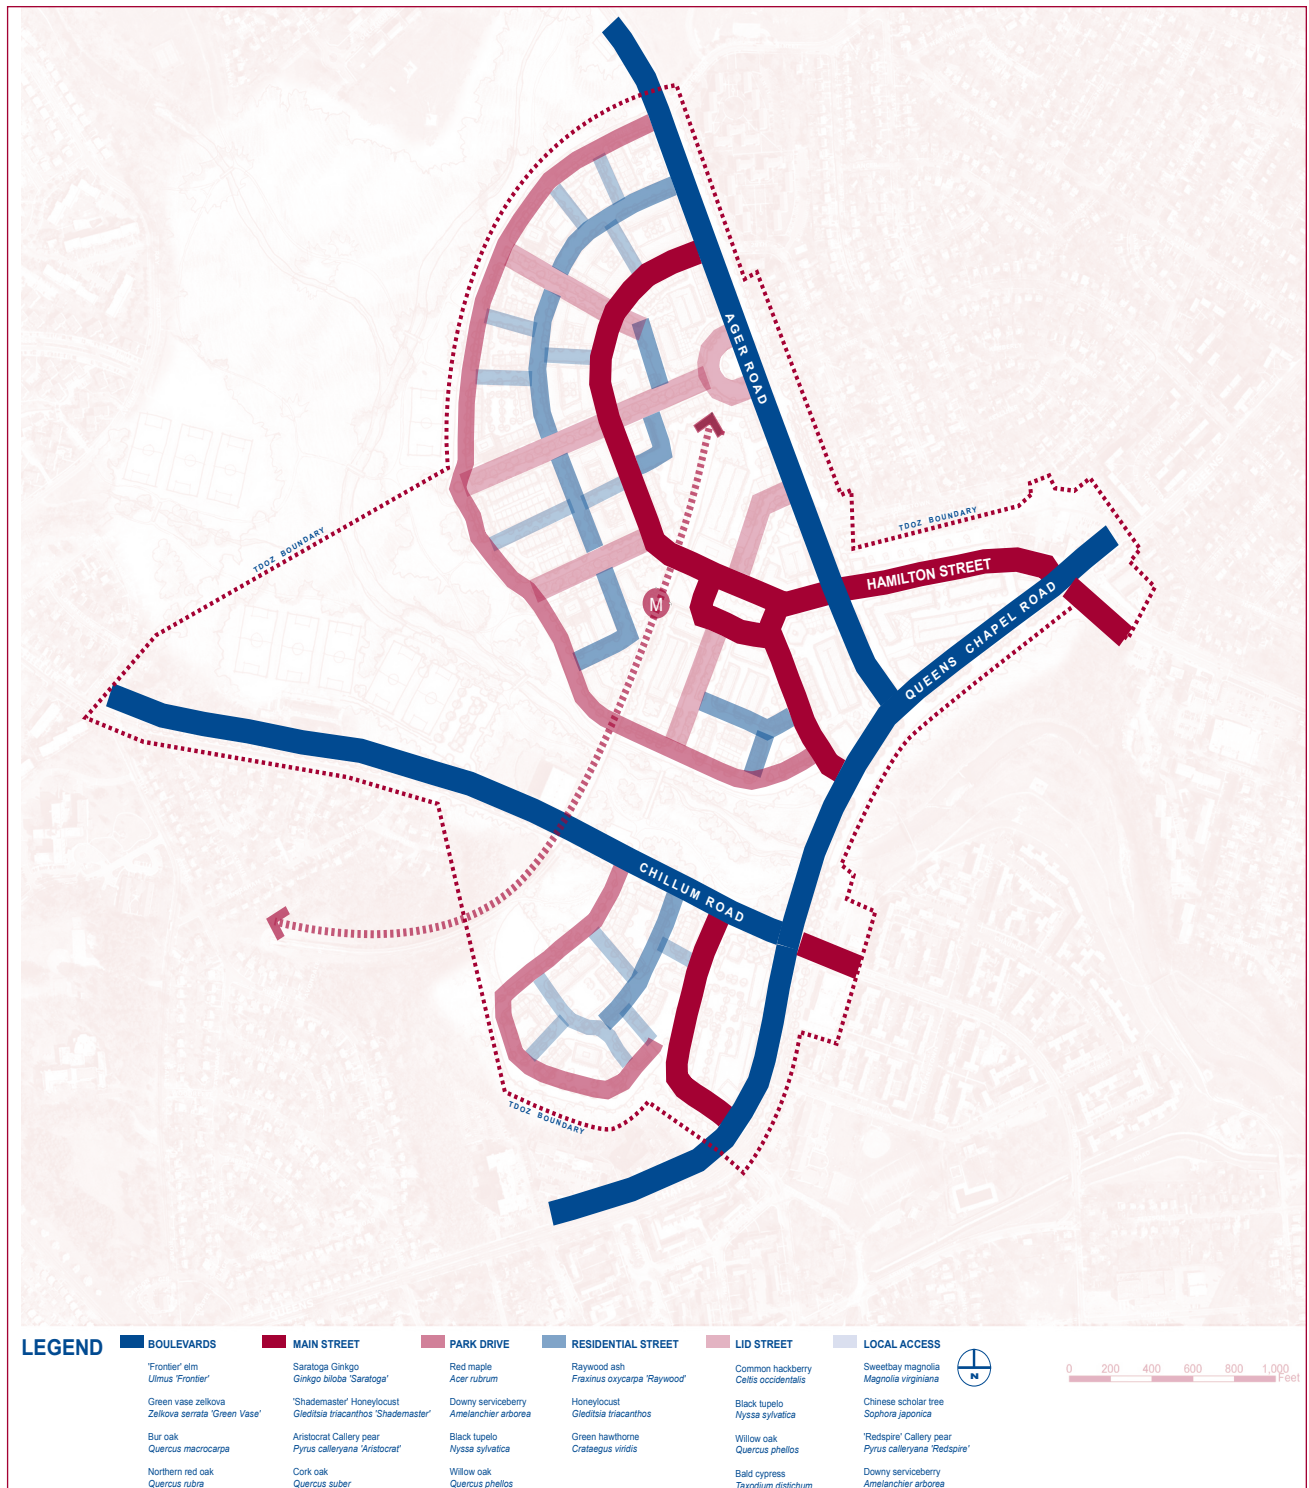 AGER ROAD
TDOZ BOUNDARY
TDOZ BOUNDARY
HAMILTON STREET
M
QUEENS CHAPEL ROAD
CHILLUM ROAD
TDOZ BOUNDARY
LEGEND
BOULEVARDS
'Frontier' elm
Ulmus 'Frontier'
Green vase zelkova
Zelkova serrata 'Green Vase'
Bur oak
Quercus macrocarpa
Northern red oak
Quercus rubra
MAIN STREET
Saratoga Ginkgo
Ginkgo biloba 'Saratoga'
'Shademaster' Honeylocust
Gleditsia triacanthos 'Shademaster'
Aristocrat Callery pear
Pyrus calleryana 'Aristocrat'
Cork oak
Quercus suber
PARK DRIVE
Red maple
Acer rubrum
Downy serviceberry
Amelanchier arborea
Black tupelo
Nyssa sylvatica
Willow oak
Quercus phellos
RESIDENTIAL STREET
Raywood ash
Fraxinus oxycarpa 'Raywood'
Honeylocust
Gleditsia triacanthos
Green hawthorne
Crataegus viridis
LID STREET
Common hackberry
Celtis occidentalis
Black tupelo
Nyssa sylvatica
Willow oak
Quercus phellos
Bald cypress
Taxodium distichum
LOCAL ACCESS
Sweetbay magnolia
Magnolia virginiana
Chinese scholar tree
Sophora japonica
'Redspire' Callery pear
Pyrus calleryana 'Redspire'
Downy serviceberry
Amelanchier arborea
N
0 200 400 600 800 1,000
Feet